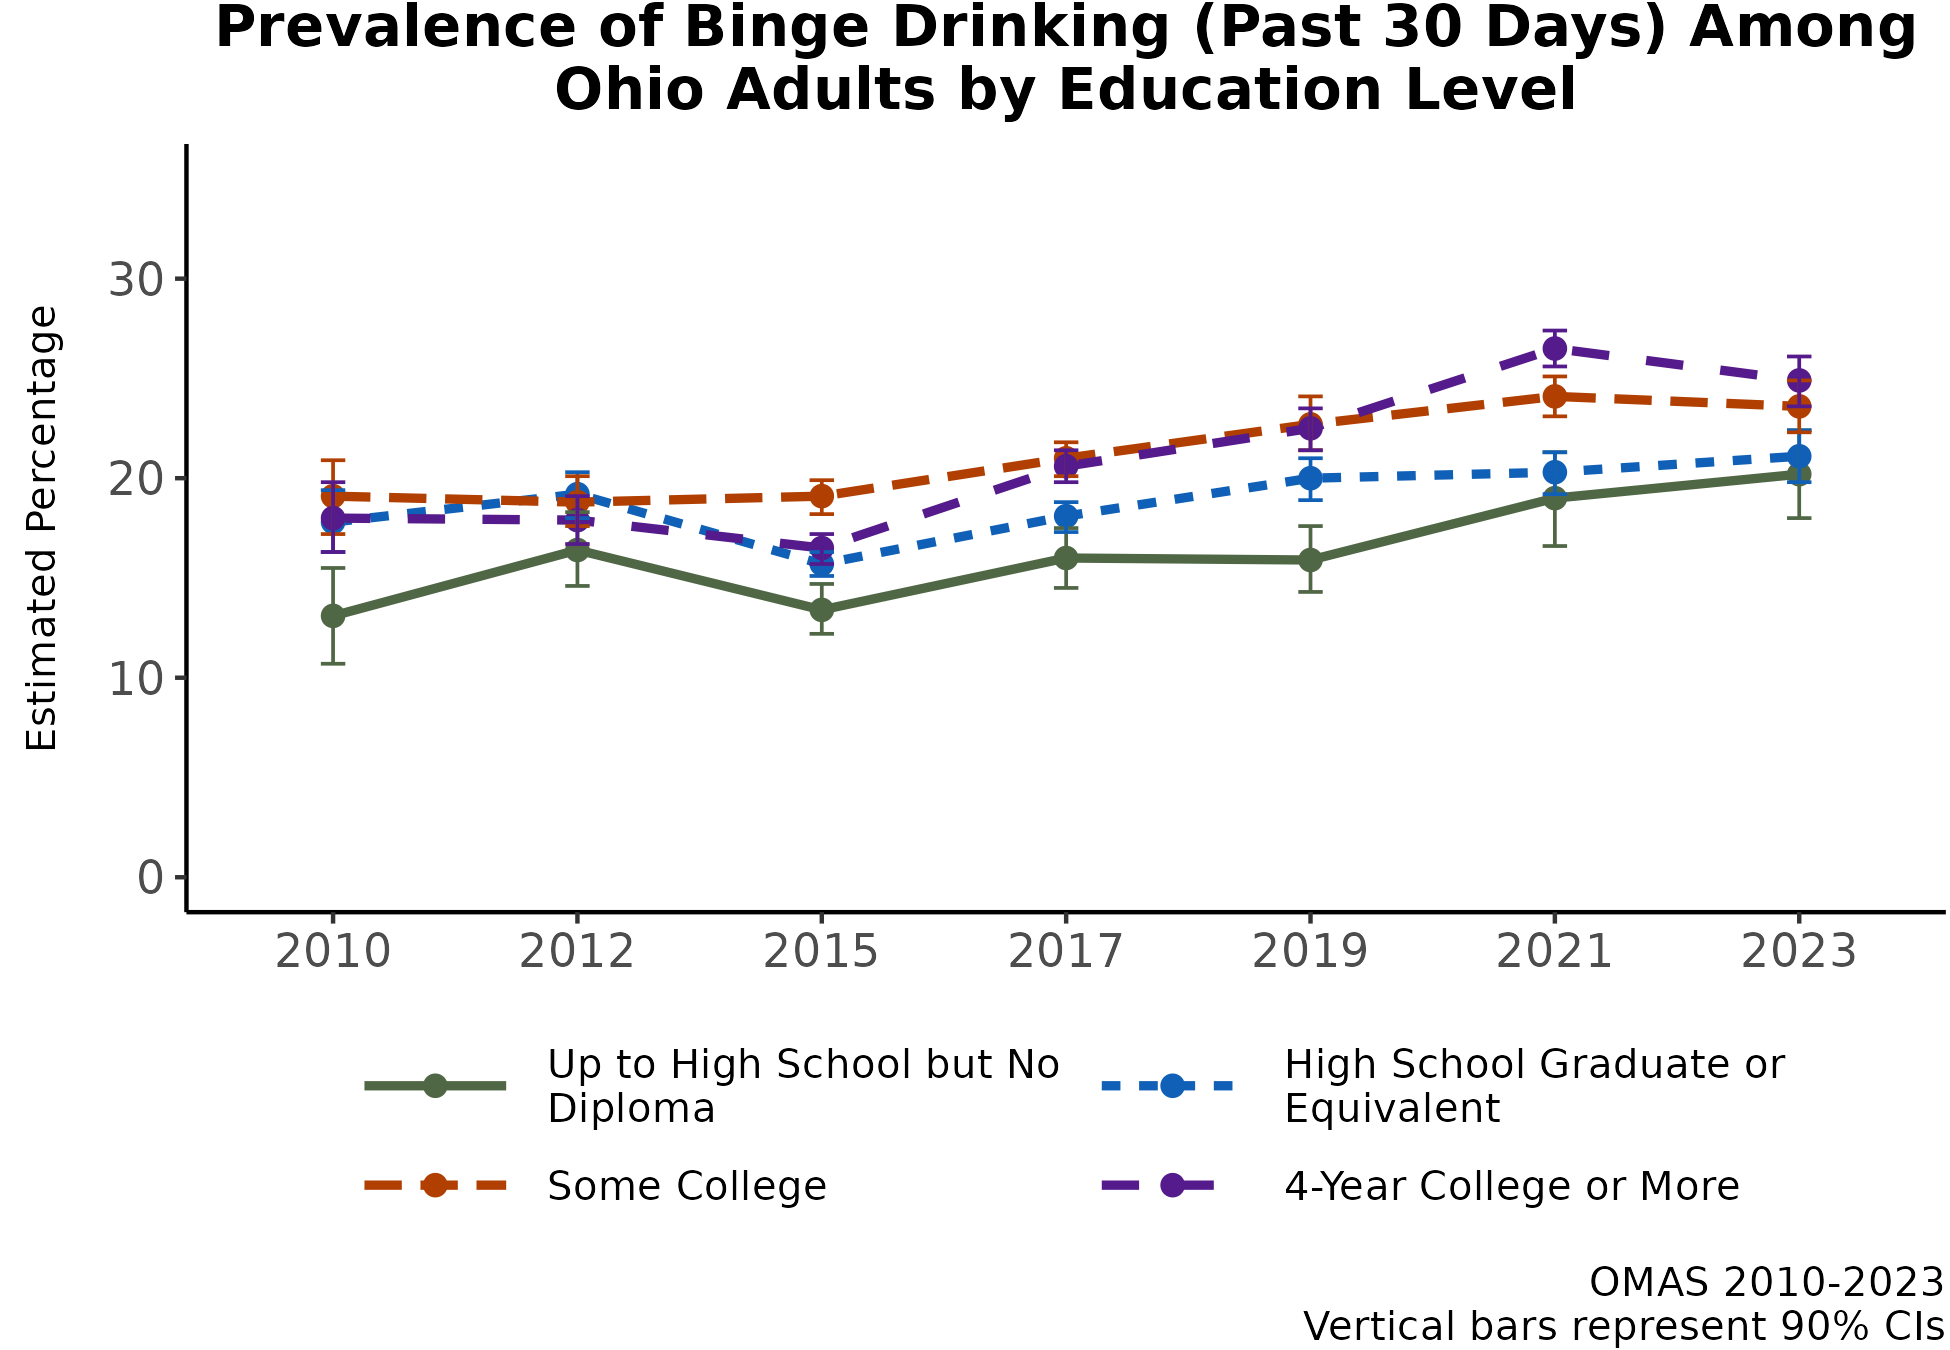 Prevalence of Binge Drinking (Past 30 Days) Among
Ohio Adults by Education Level
Estimated Percentage
30
20
10
0
2010 2012 2015 2017 2019 2021 2023
Up to High School but No
Diploma
High School Graduate or
Equivalent
Some College
4-Year College or More
OMAS 2010-2023
Vertical bars represent 90% CIs